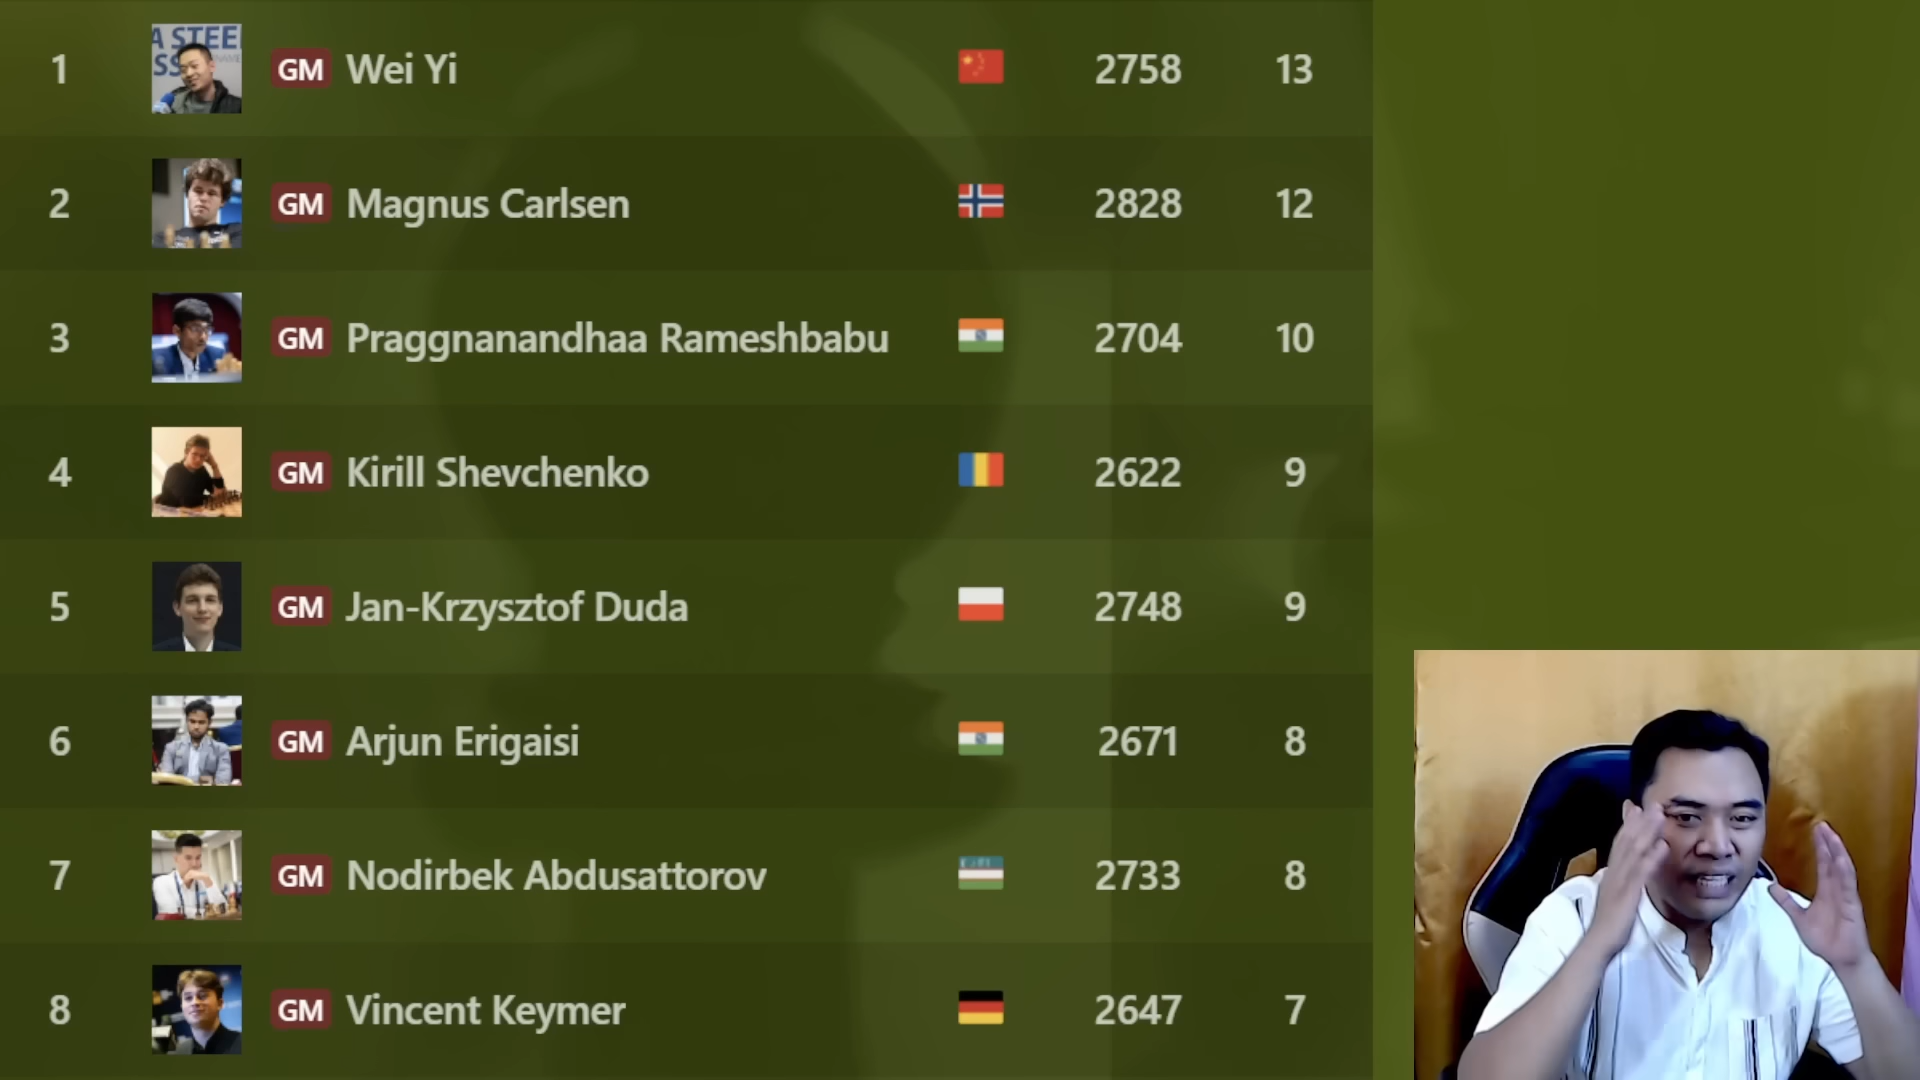 1 GM Wei Yi 2758 13
2 GM Magnus Carlsen 2828 12
3 GM Praggnanandhaa Rameshbabu 2704 10
4 GM Kirill Shevchenko 2622 9
5 GM Jan-Krzysztof Duda 2748 9
6 GM Arjun Erigaisi 2671 8
7 GM Nodirbek Abdusattorov 2733 8
8 GM Vincent Keymer 2647 7